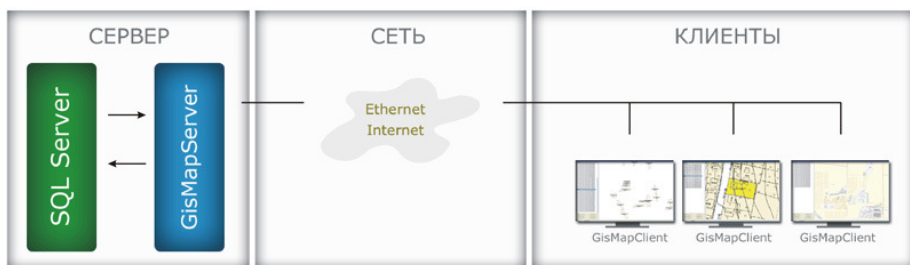 СЕРВЕР
SQL Server
GisMapServer
СЕТЬ
Ethernet
Internet
КЛИЕНТЫ
GisMapClient
GisMapClient
GisMapClient